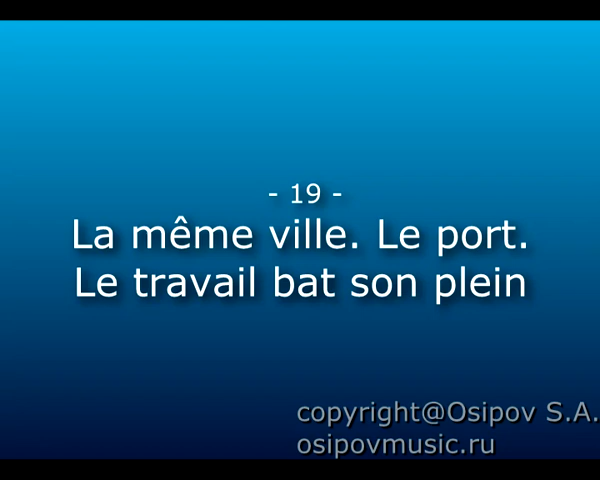 - 19 -
La même ville. Le port.
Le travail bat son plein
copyright@Osipov S.A.
osipovmusic.ru